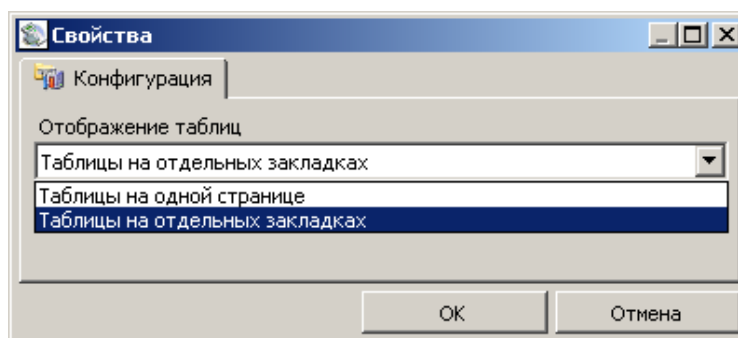 Свойства
Конфигурация
Отображение таблиц
Таблицы на отдельных закладках
Таблицы на одной странице
Таблицы на отдельных закладках
OK
Отмена